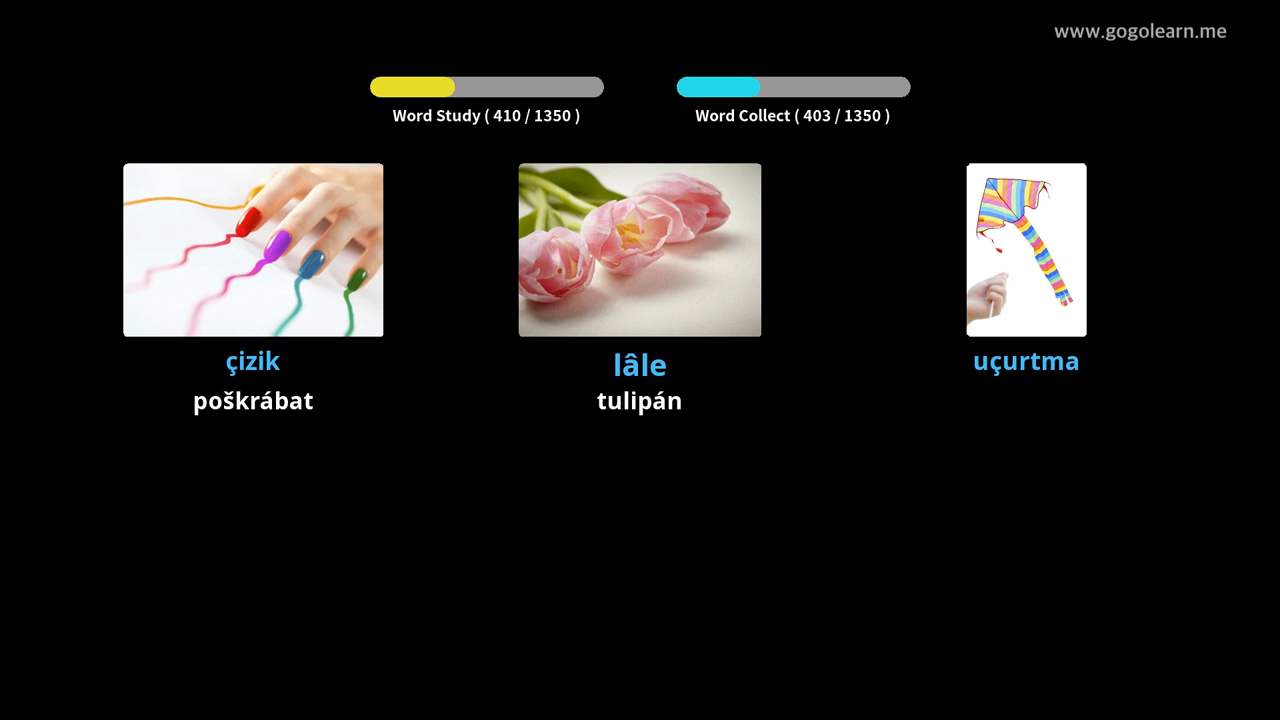 www.gogolearn.me
Word Study ( 410 / 1350 )
Word Collect ( 403 / 1350 )
çizik
poškrábat
lâle
tulipán
uçurtma